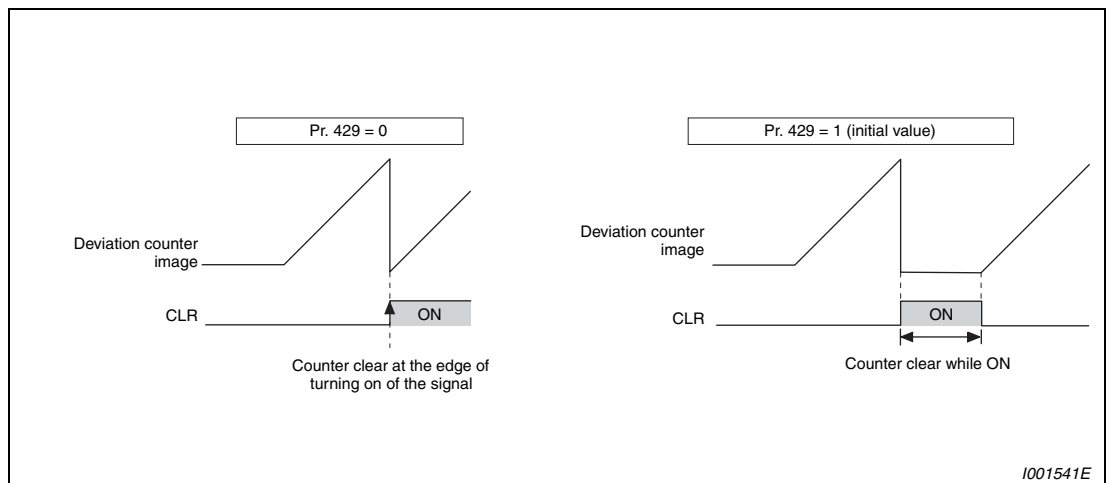 Pr. 429 = 0
Deviation counter
image
CLR
ON
Counter clear at the edge of
turning on of the signal
Pr. 429 = 1 (initial value)
Deviation counter
image
CLR
ON
Counter clear while ON
I001541E